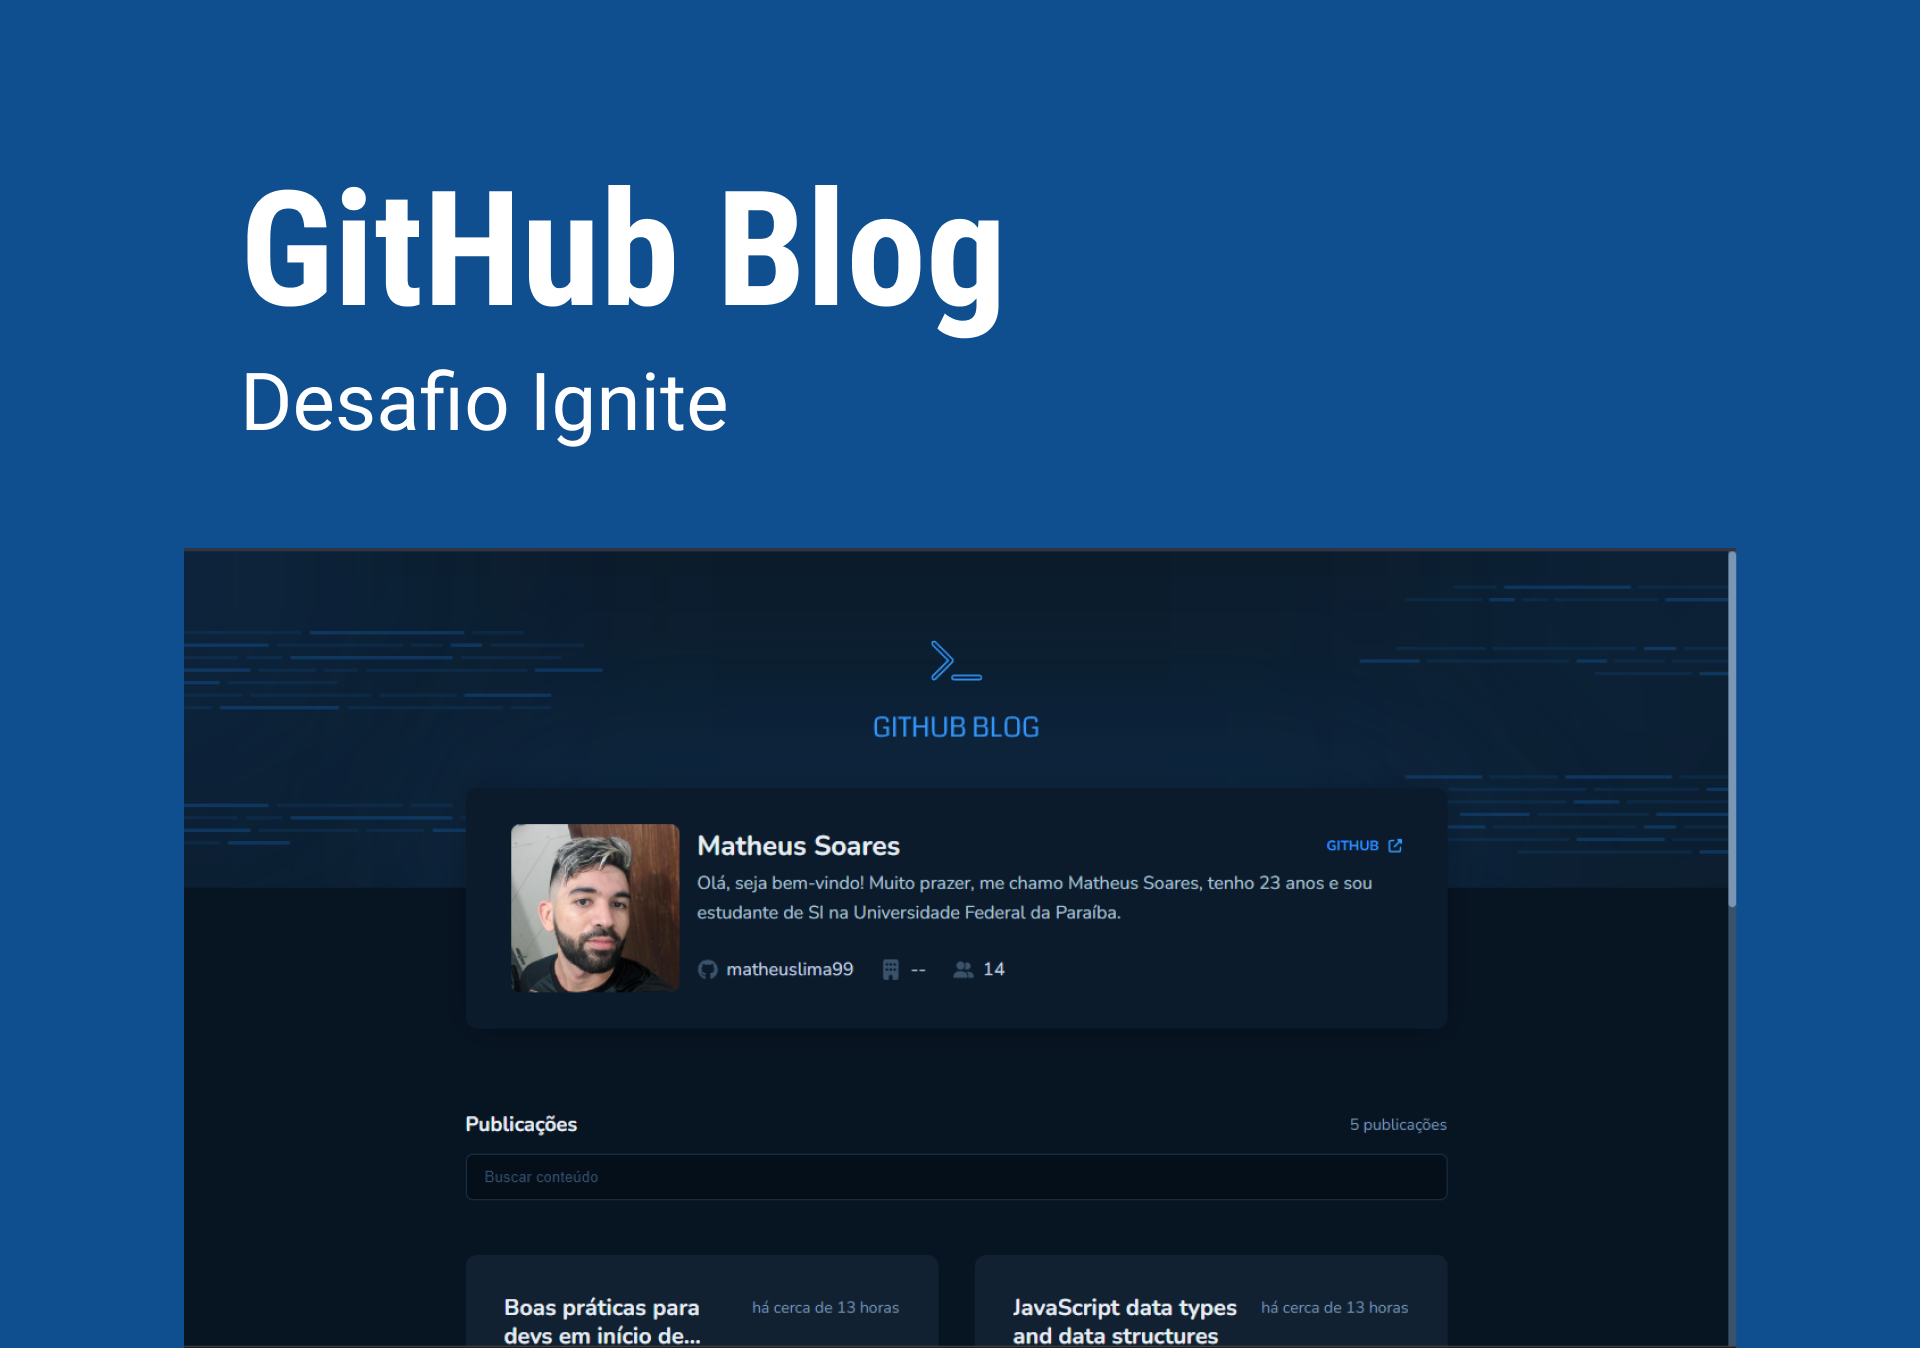 GitHub Blog
Desafio Ignite
GITHUB BLOG
Matheus Soares
GITHUB
Olá, seja bem-vindo! Muito prazer, me chamo Matheus Soares, tenho 23 anos e sou
estudante de SI na Universidade Federal da Paraíba.
matheuslima99 -- 14
Publicações
5 publicações
Buscar conteúdo
Boas práticas para
devs em início de...
há cerca de 13 horas
JavaScript data types
and data structures
há cerca de 13 horas